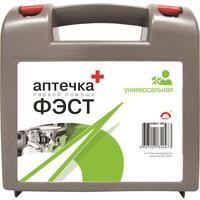 аптечка
первой помощи
ФЭСТ
универсальная